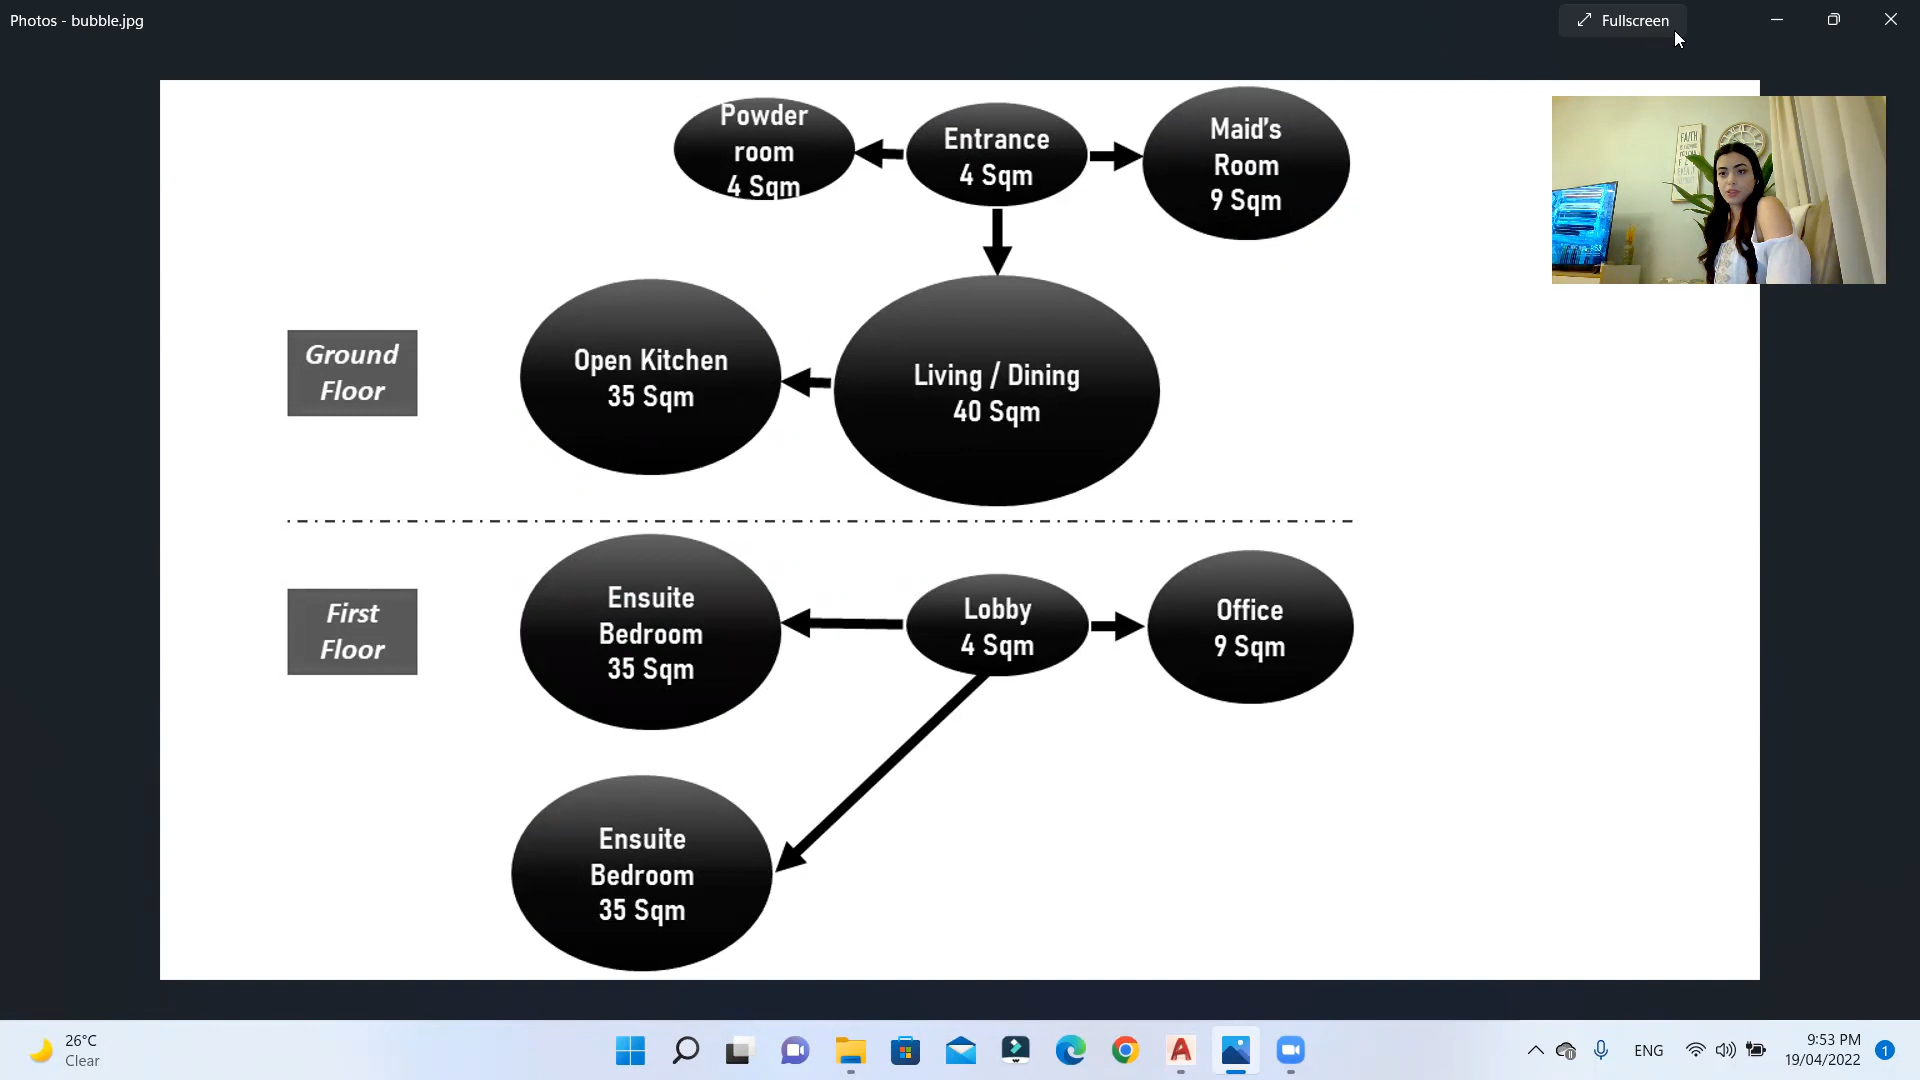 Photos - bubble.jpg
Fullscreen
Powder
room
4 Sqm
Entrance
4 Sqm
Maid's
Room
9 Sqm
FAITH
Ground
Floor
Open Kitchen
35 Sqm
Living / Dining
40 Sqm
First
Floor
Ensuite
Bedroom
35 Sqm
Lobby
4 Sqm
Office
9 Sqm
Ensuite
Bedroom
35 Sqm
26°C
Clear
ENG
9:53 PM
19/04/2022
1